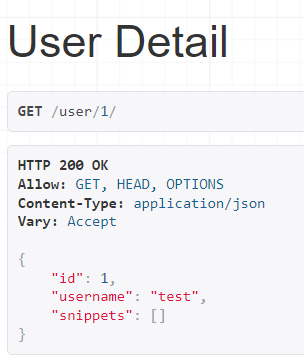 User Detail
GET /user/1/
HTTP 200 OK
Allow: GET, HEAD, OPTIONS
Content-Type: application/json
Vary: Accept
{
    "id": 1,
    "username": "test",
    "snippets": []
}